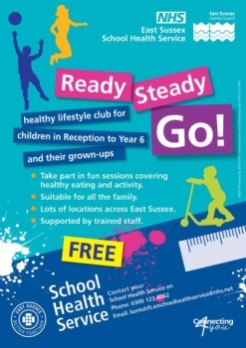 NHS
East Sussex
School Health Service
East Sussex
County Council
Ready
Steady
Go!
healthy lifestyle club for
children in Reception to Year 6
and their grown-ups
Take part in fun sessions covering
healthy eating and activity.
Suitable for all the family.
Lots of locations across East Sussex.
Supported by trained staff.
FREE
School
Health
Service
Contact your
School Health Service on
Phone: 0300 123
Email:
Connecting
4 you